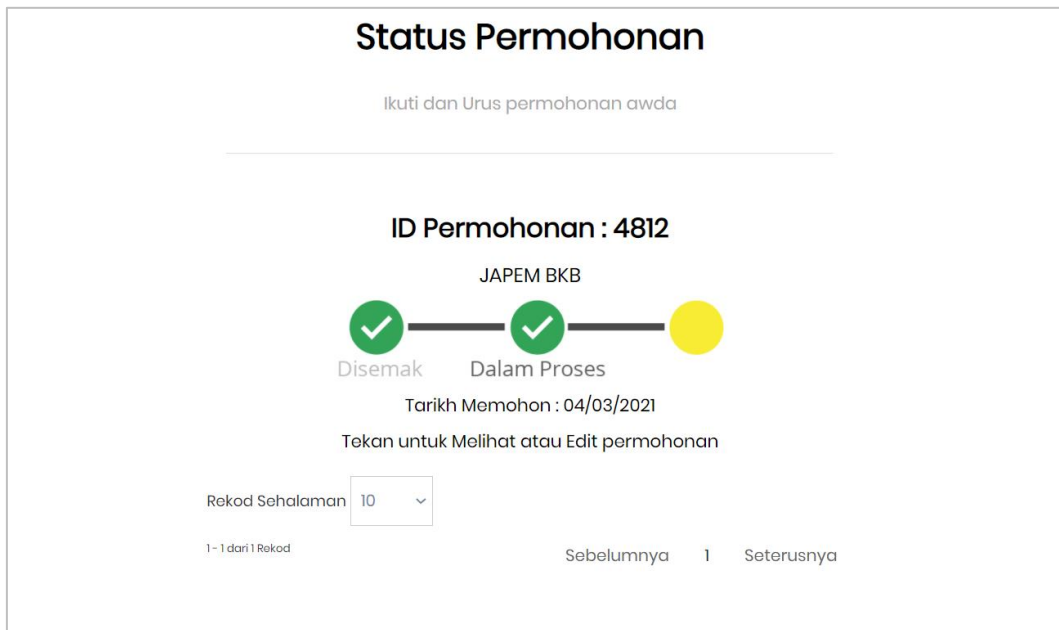 Status Permohonan
Ikuti dan Urus permohonan awda
ID Permohonan : 4812
JAPEM BKB
Disemak Dalam Proses
Tarikh Memohon : 04/03/2021
Tekan untuk Melihat atau Edit permohonan
Rekod Sehalaman 10
1 - 1 dari 1 Rekod
Sebelumnya 1 Seterusnya